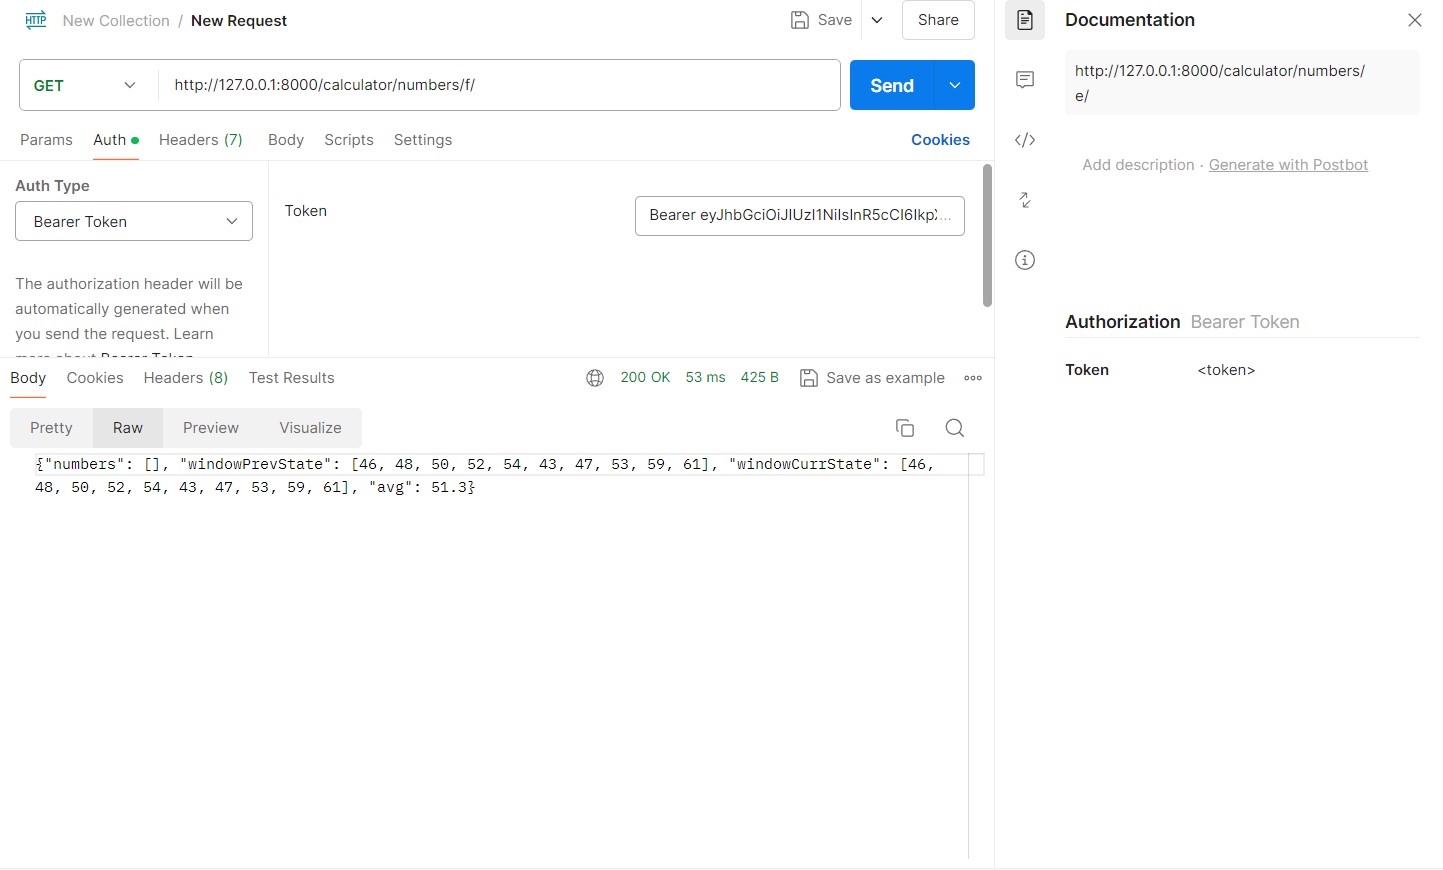 HTTP New Collection / New Request
Save
Share
GET
http://127.0.0.1:8000/calculator/numbers/f/
Send
Params Auth Headers (7) Body Scripts Settings
Cookies
Auth Type
Bearer Token
The authorization header will be
automatically generated when
you send the request. Learn
more about Bearer Token
Token
Bearer eyJhbGciOiJIUzI1NiIsInR5cCI6IkpX...
Body Cookies Headers (8) Test Results
200 OK 53 ms 425 B Save as example
Pretty Raw Preview Visualize
{"numbers": [], "windowPrevState": [46, 48, 50, 52, 54, 43, 47, 53, 59, 61], "windowCurrState": [46,
48, 50, 52, 54, 43, 47, 53, 59, 61], "avg": 51.3}
Documentation
http://127.0.0.1:8000/calculator/numbers/
e/
Add description · Generate with Postbot
Authorization Bearer Token
Token <token>